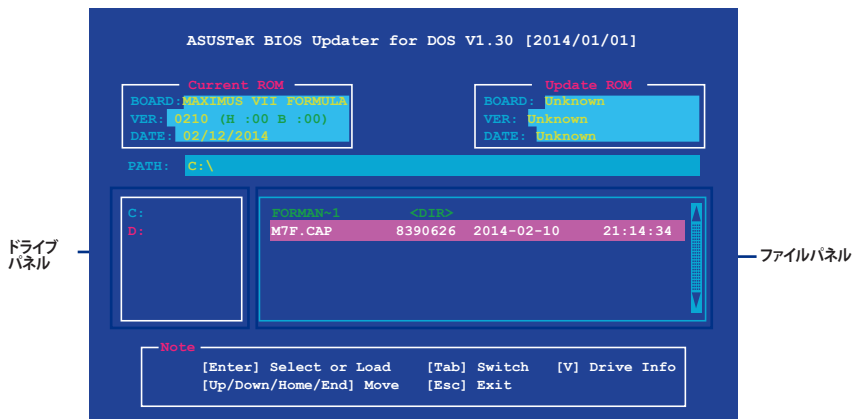 ASUSTeK BIOS Updater for DOS V1.30 [2014/01/01]
Current ROM
BOARD:MAXIMUS VII FORMULA
VER: 0210 (H :00 B :00)
DATE: 02/12/2014
Update ROM
BOARD: Unknown
VER: Unknown
DATE: Unknown
PATH: C:\
C:
D:
FORMAN~1 <DIR>
M7F.CAP 8390626 2014-02-10 21:14:34
ドライブ
パネル
ファイルパネル
Note
[Enter] Select or Load [Tab] Switch [V] Drive Info
[Up/Down/Home/End] Move [Esc] Exit